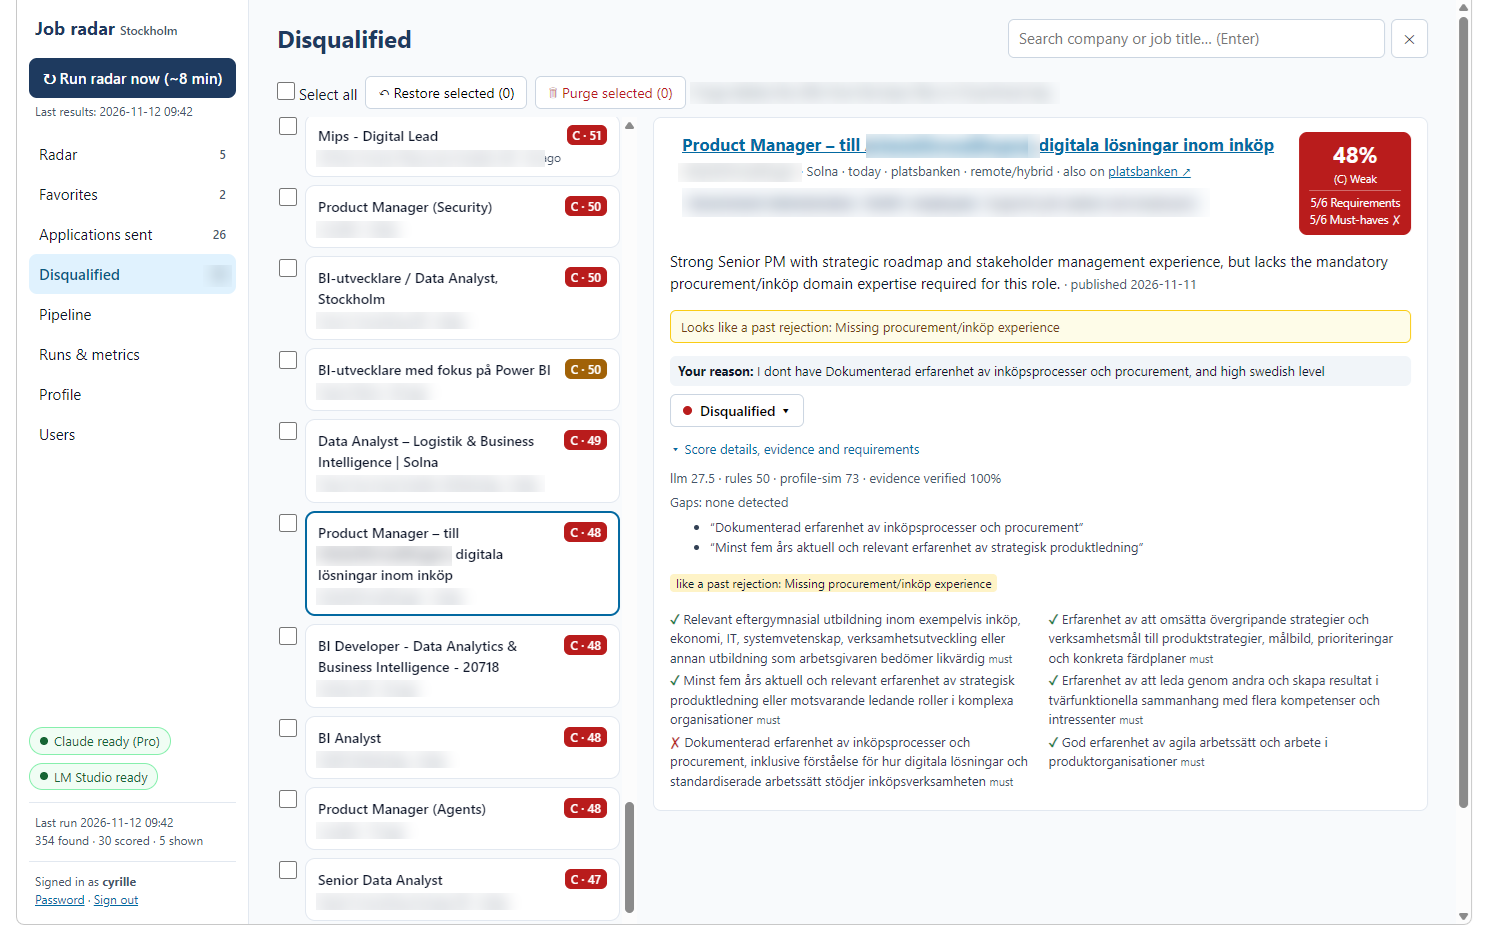 Job radar Stockholm
↻ Run radar now (~8 min)
Last results: 2026-11-12 09:42
Radar 5
Favorites 2
Applications sent 26
Disqualified
Pipeline
Runs & metrics
Profile
Users
Claude ready (Pro)
LM Studio ready
Last run 2026-11-12 09:42
354 found · 30 scored · 5 shown
Signed in as cyrille
Password · Sign out
Disqualified
Search company or job title... (Enter)
×
Select all
↶ Restore selected (0)
Purge selected (0)
Mips - Digital Lead
C · 51
ago
Product Manager (Security)
C · 50
BI-utvecklare / Data Analyst,
Stockholm
C · 50
BI-utvecklare med fokus på Power BI
C · 50
Data Analyst – Logistik & Business
Intelligence | Solna
C · 49
Product Manager – till
digitala
lösningar inom inköp
C · 48
BI Developer - Data Analytics &
Business Intelligence - 20718
C · 48
BI Analyst
C · 48
Product Manager (Agents)
C · 48
Senior Data Analyst
C · 47
Product Manager – till digitala lösningar inom inköp
· Solna · today · platsbanken · remote/hybrid · also on platsbanken ↗
48%
(C) Weak
5/6 Requirements
5/6 Must-haves ✗
Strong Senior PM with strategic roadmap and stakeholder management experience, but lacks the mandatory
procurement/inköp domain expertise required for this role. · published 2026-11-11
Looks like a past rejection: Missing procurement/inköp experience
Your reason: I dont have Dokumenterad erfarenhet av inköpsprocesser och procurement, and high swedish level
Disqualified ▾
▾ Score details, evidence and requirements
llm 27.5 · rules 50 · profile-sim 73 · evidence verified 100%
Gaps: none detected
• “Dokumenterad erfarenhet av inköpsprocesser och procurement”
• “Minst fem års aktuell och relevant erfarenhet av strategisk produktledning”
like a past rejection: Missing procurement/inköp experience
✓ Relevant eftergymnasial utbildning inom exempelvis inköp,
ekonomi, IT, systemvetenskap, verksamhetsutveckling eller
annan utbildning som arbetsgivaren bedömer likvärdig must
✓ Minst fem års aktuell och relevant erfarenhet av strategisk
produktledning eller motsvarande ledande roller i komplexa
organisationer must
✗ Dokumenterad erfarenhet av inköpsprocesser och
procurement, inklusive förståelse för hur digitala lösningar och
standardiserade arbetssätt stödjer inköpsverksamheten must
✓ Erfarenhet av att omsätta övergripande strategier och
verksamhetsmål till produktstrategier, målbild, prioriteringar
och konkreta färdplaner must
✓ Erfarenhet av att leda genom andra och skapa resultat i
tvärfunktionella sammanhang med flera kompetenser och
intressenter must
✓ God erfarenhet av agila arbetssätt och arbete i
produktorganisationer must